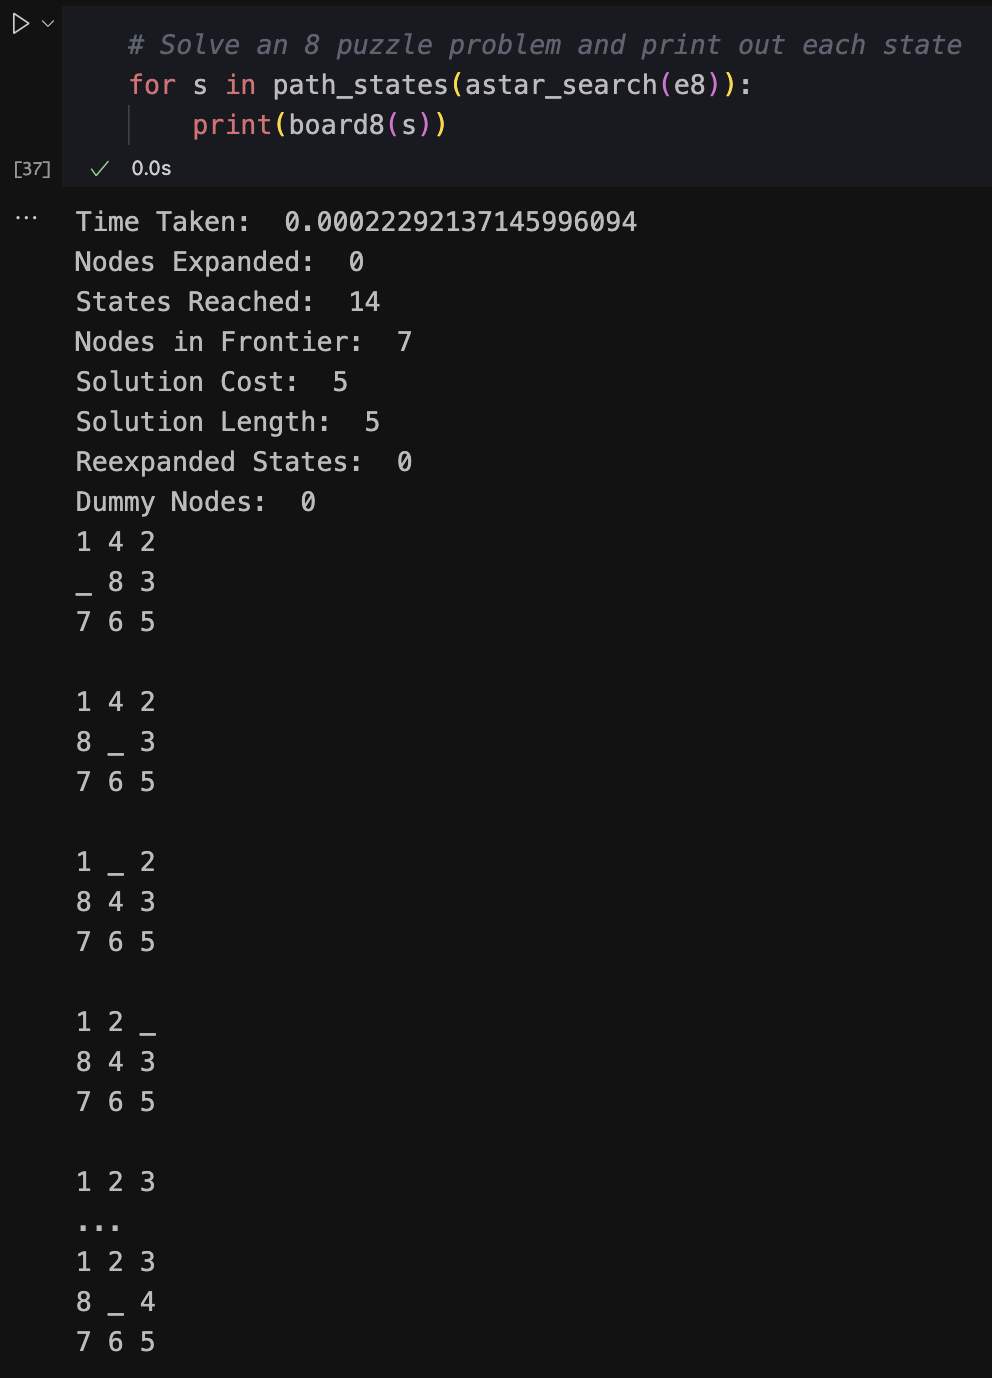 # Solve an 8 puzzle problem and print out each state
for s in path_states(astar_search(e8)):
    print(board8(s))
[37] 0.0s
... Time Taken:  0.00022292137145996094
Nodes Expanded:  0
States Reached:  14
Nodes in Frontier:  7
Solution Cost:  5
Solution Length:  5
Reexpanded States:  0
Dummy Nodes:  0
1 4 2
_ 8 3
7 6 5

1 4 2
8 _ 3
7 6 5

1 _ 2
8 4 3
7 6 5

1 2 _
8 4 3
7 6 5

1 2 3
...
1 2 3
8 _ 4
7 6 5